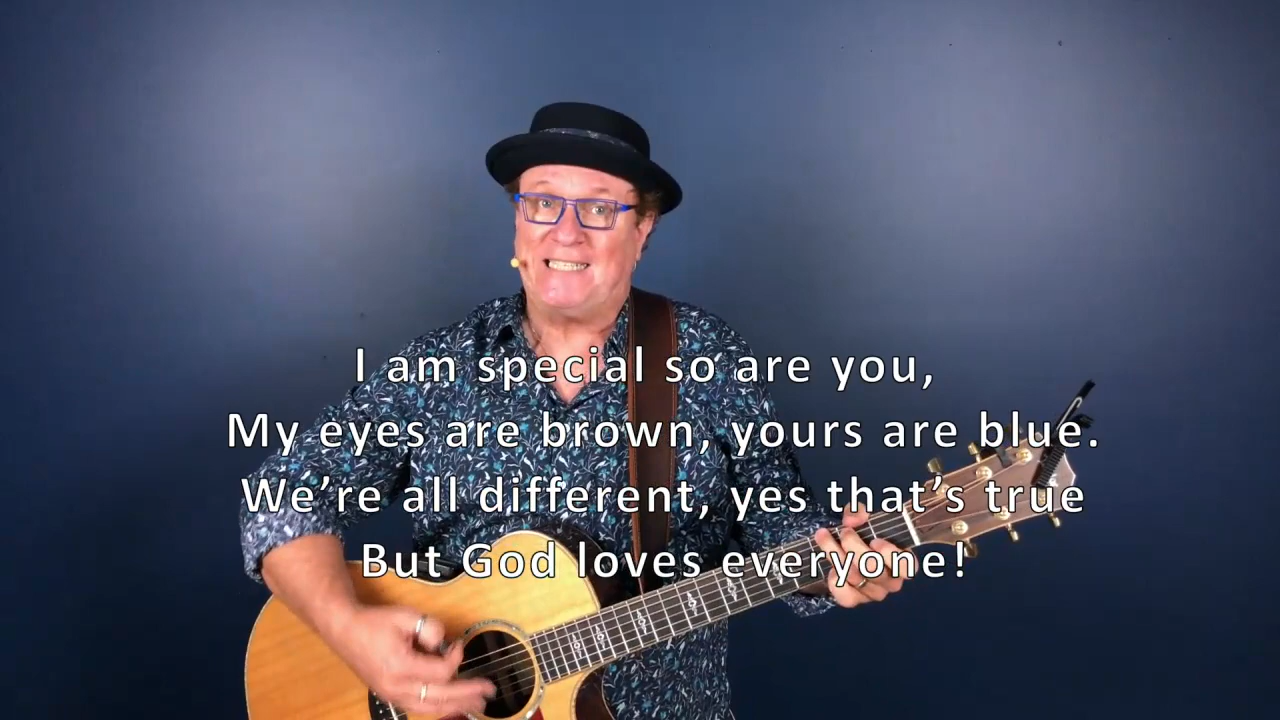 I am special so are you,
My eyes are brown, yours are blue.
We’re all different, yes that’s true
But God loves everyone!